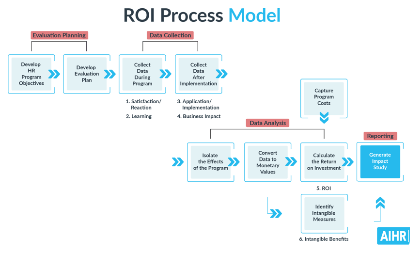 ROI Process Model
Evaluation Planning
Data Collection
Develop
HR
Program
Objectives
Develop
Evaluation
Plan
Collect
Data
During
Program
Collect
Data
After
Implementation
1. Satisfaction/
Reaction
2. Learning
3. Application/
Implementation
4. Business Impact
Capture
Program
Costs
Data Analysis
Reporting
Isolate
the Effects
of the Program
Convert
Data to
Monetary
Values
Calculate
the Return
on Investment
Generate
Impact
Study
5. ROI
Identify
Intangible
Measures
6. Intangible Benefits
AIHR